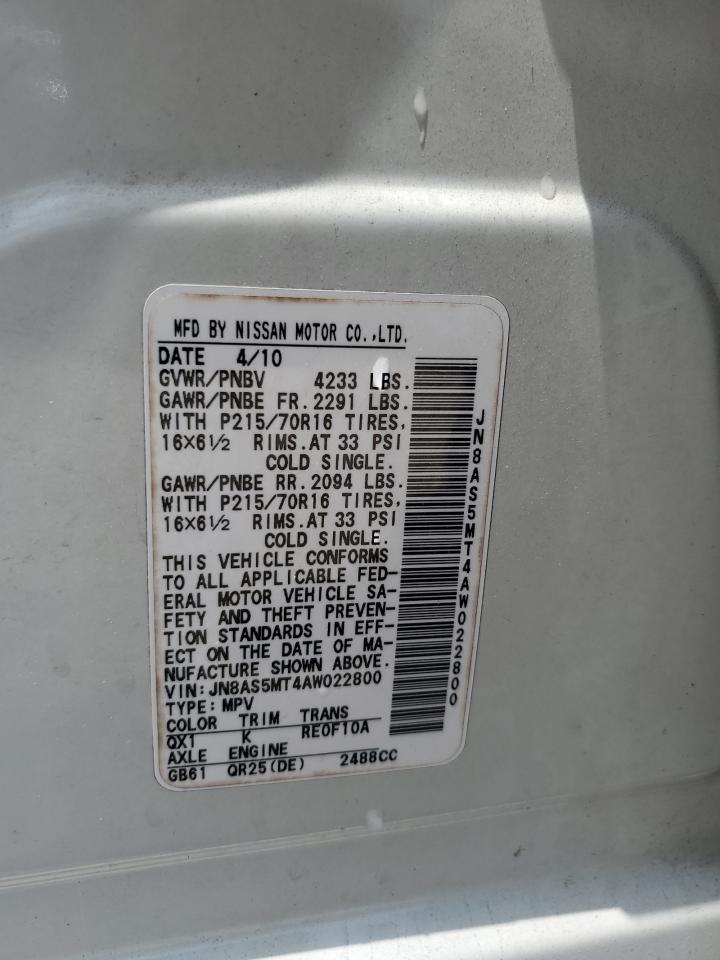 MFD BY NISSAN MOTOR CO.,LTD.
DATE 4/10
GVWR/PNBV 4233 LBS.
GAWR/PNBE FR.2291 LBS.
WITH P215/70R16 TIRES,
16×6½ RIMS.AT 33 PSI
COLD SINGLE.
GAWR/PNBE RR.2094 LBS.
WITH P215/70R16 TIRES,
16×6½ RIMS.AT 33 PSI
COLD SINGLE.
THIS VEHICLE CONFORMS
TO ALL APPLICABLE FED-
ERAL MOTOR VEHICLE SA-
FETY AND THEFT PREVEN-
TION STANDARDS IN EFF-
ECT ON THE DATE OF MA-
NUFACTURE SHOWN ABOVE.
VIN:JN8AS5MT4AW022800
TYPE:MPV
COLOR TRIM TRANS
QX1 K RE0F10A
AXLE ENGINE
GB61 QR25(DE) 2488CC
JN8AS5MT4AW022800